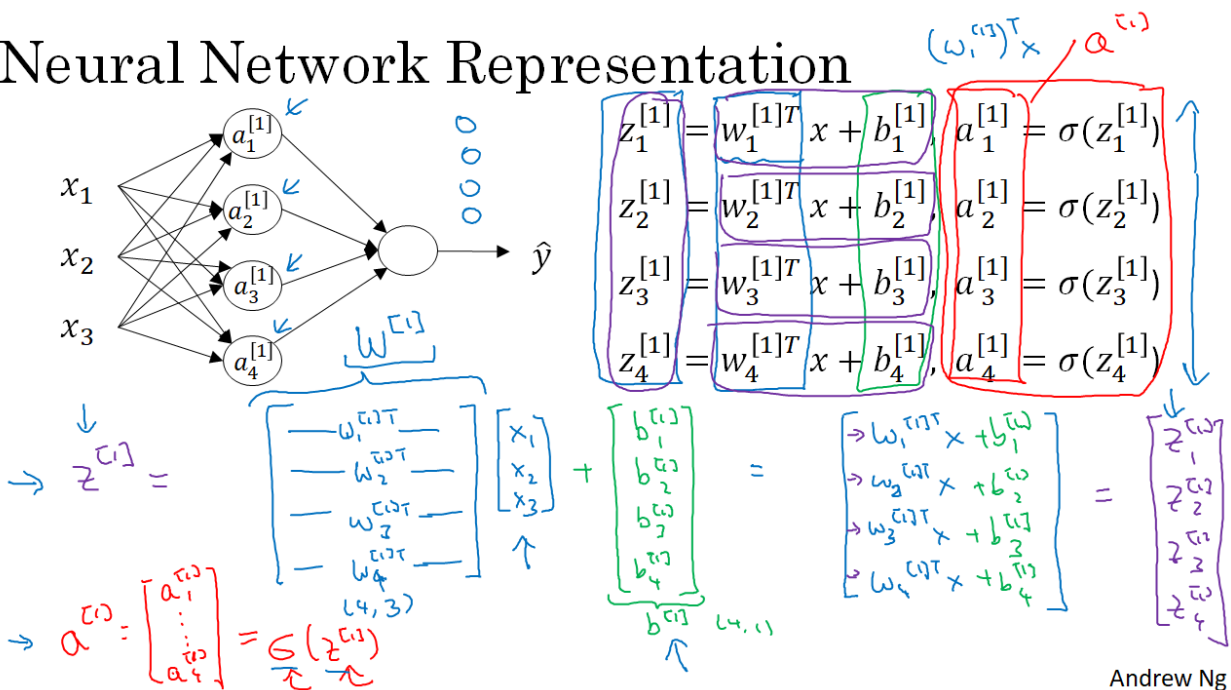 Neural Network Representation
(w₁^[1])^T x
a^[1]
x₁
x₂
x₃
a₁^[1]
a₂^[1]
a₃^[1]
a₄^[1]
ŷ
z₁^[1] = w₁^[1]T x + b₁^[1], a₁^[1] = σ(z₁^[1])
z₂^[1] = w₂^[1]T x + b₂^[1], a₂^[1] = σ(z₂^[1])
z₃^[1] = w₃^[1]T x + b₃^[1], a₃^[1] = σ(z₃^[1])
z₄^[1] = w₄^[1]T x + b₄^[1], a₄^[1] = σ(z₄^[1])
W^[1]
→ z^[1] = [ — w₁^[1]T — ; — w₂^[1]T — ; — w₃^[1]T — ; — w₄^[1]T — ] [ x₁ ; x₂ ; x₃ ] + [ b₁^[1] ; b₂^[1] ; b₃^[1] ; b₄^[1] ] = [ → w₁^[1]T x + b₁^[1] ; → w₂^[1]T x + b₂^[1] ; → w₃^[1]T x + b₃^[1] ; → w₄^[1]T x + b₄^[1] ] = [ z₁^[1] ; z₂^[1] ; z₃^[1] ; z₄^[1] ]
(4,3)
b^[1] (4,1)
→ a^[1] = [ a₁^[1] ; ⋮ ; a₄^[1] ] = σ(z^[1])
Andrew Ng